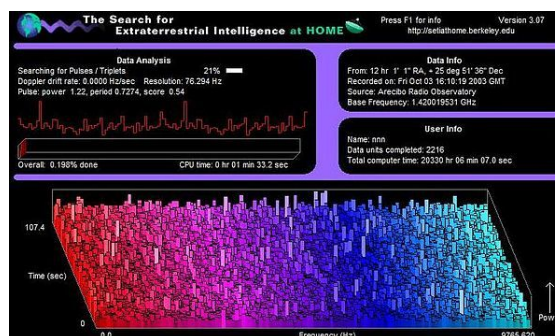 The Search for
Extraterrestrial Intelligence at HOME
Press F1 for info Version 3.07
http://setiathome.berkeley.edu
Data Analysis
Searching for Pulses / Triplets 21%
Doppler drift rate: 0.0000 Hz/sec Resolution: 76.294 Hz
Pulse: power 1.22, period 0.7274, score 0.54
Overall: 0.198% done CPU time: 0 hr 01 min 33.2 sec
Data Info
From: 12 hr 1' 1" RA, + 25 deg 51' 36" Dec
Recorded on: Fri Oct 03 16:10:19 2003 GMT
Source: Arecibo Radio Observatory
Base Frequency: 1.420019531 GHz
User Info
Name: nnn
Data units completed: 2216
Total computer time: 20330 hr 06 min 07.0 sec
107.4
Time (sec)
0
0.0 Frequency (Hz) 9765.620
Pow